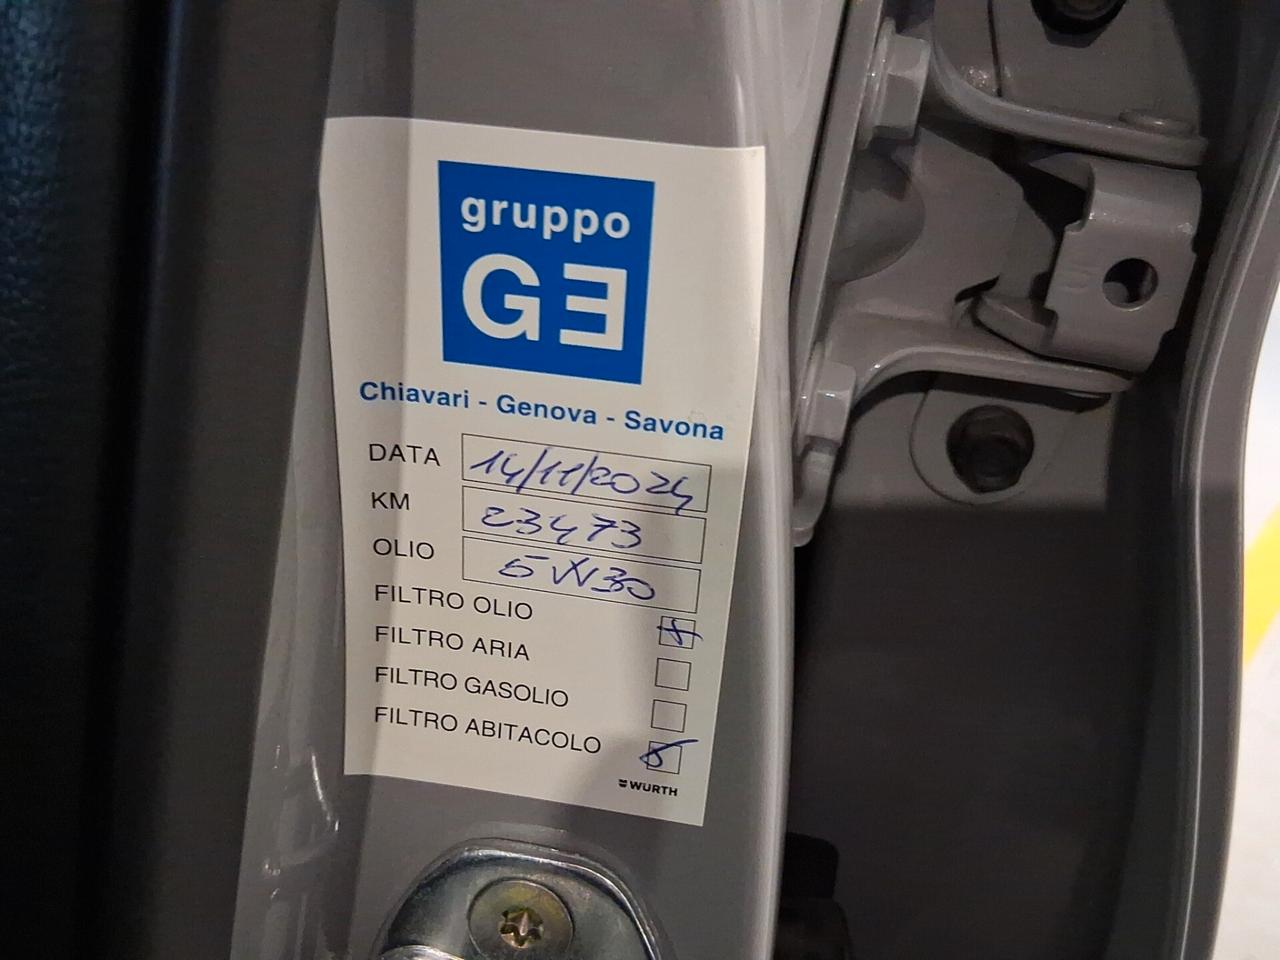 gruppo
GE
Chiavari - Genova - Savona
DATA 14/11/2024
KM 23473
OLIO 5W30
FILTRO OLIO
FILTRO ARIA
FILTRO GASOLIO
FILTRO ABITACOLO
WÜRTH